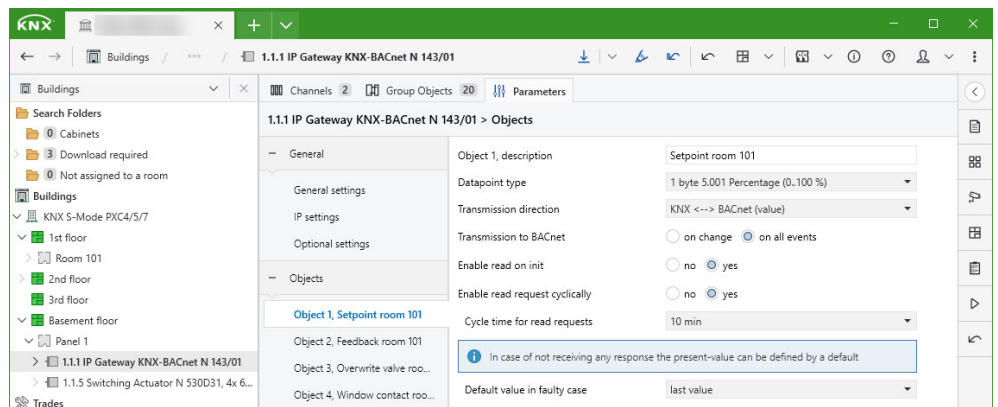 KNX
Buildings / ... / 1.1.1 IP Gateway KNX-BACnet N 143/01
Buildings
Search Folders
0 Cabinets
3 Download required
0 Not assigned to a room
Buildings
KNX S-Mode PXC4/5/7
1st floor
Room 101
2nd floor
3rd floor
Basement floor
Panel 1
1.1.1 IP Gateway KNX-BACnet N 143/01
1.1.5 Switching Actuator N 530D31, 4x 6...
Trades
Channels 2 Group Objects 20 Parameters
1.1.1 IP Gateway KNX-BACnet N 143/01 > Objects
General
General settings
IP settings
Optional settings
Objects
Object 1, Setpoint room 101
Object 2, Feedback room 101
Object 3, Overwrite valve roo...
Object 4, Window contact roo...
Object 1, description Setpoint room 101
Datapoint type 1 byte 5.001 Percentage (0..100 %)
Transmission direction KNX <--> BACnet (value)
Transmission to BACnet on change on all events
Enable read on init no yes
Enable read request cyclically no yes
Cycle time for read requests 10 min
In case of not receiving any response the present-value can be defined by a default
Default value in faulty case last value